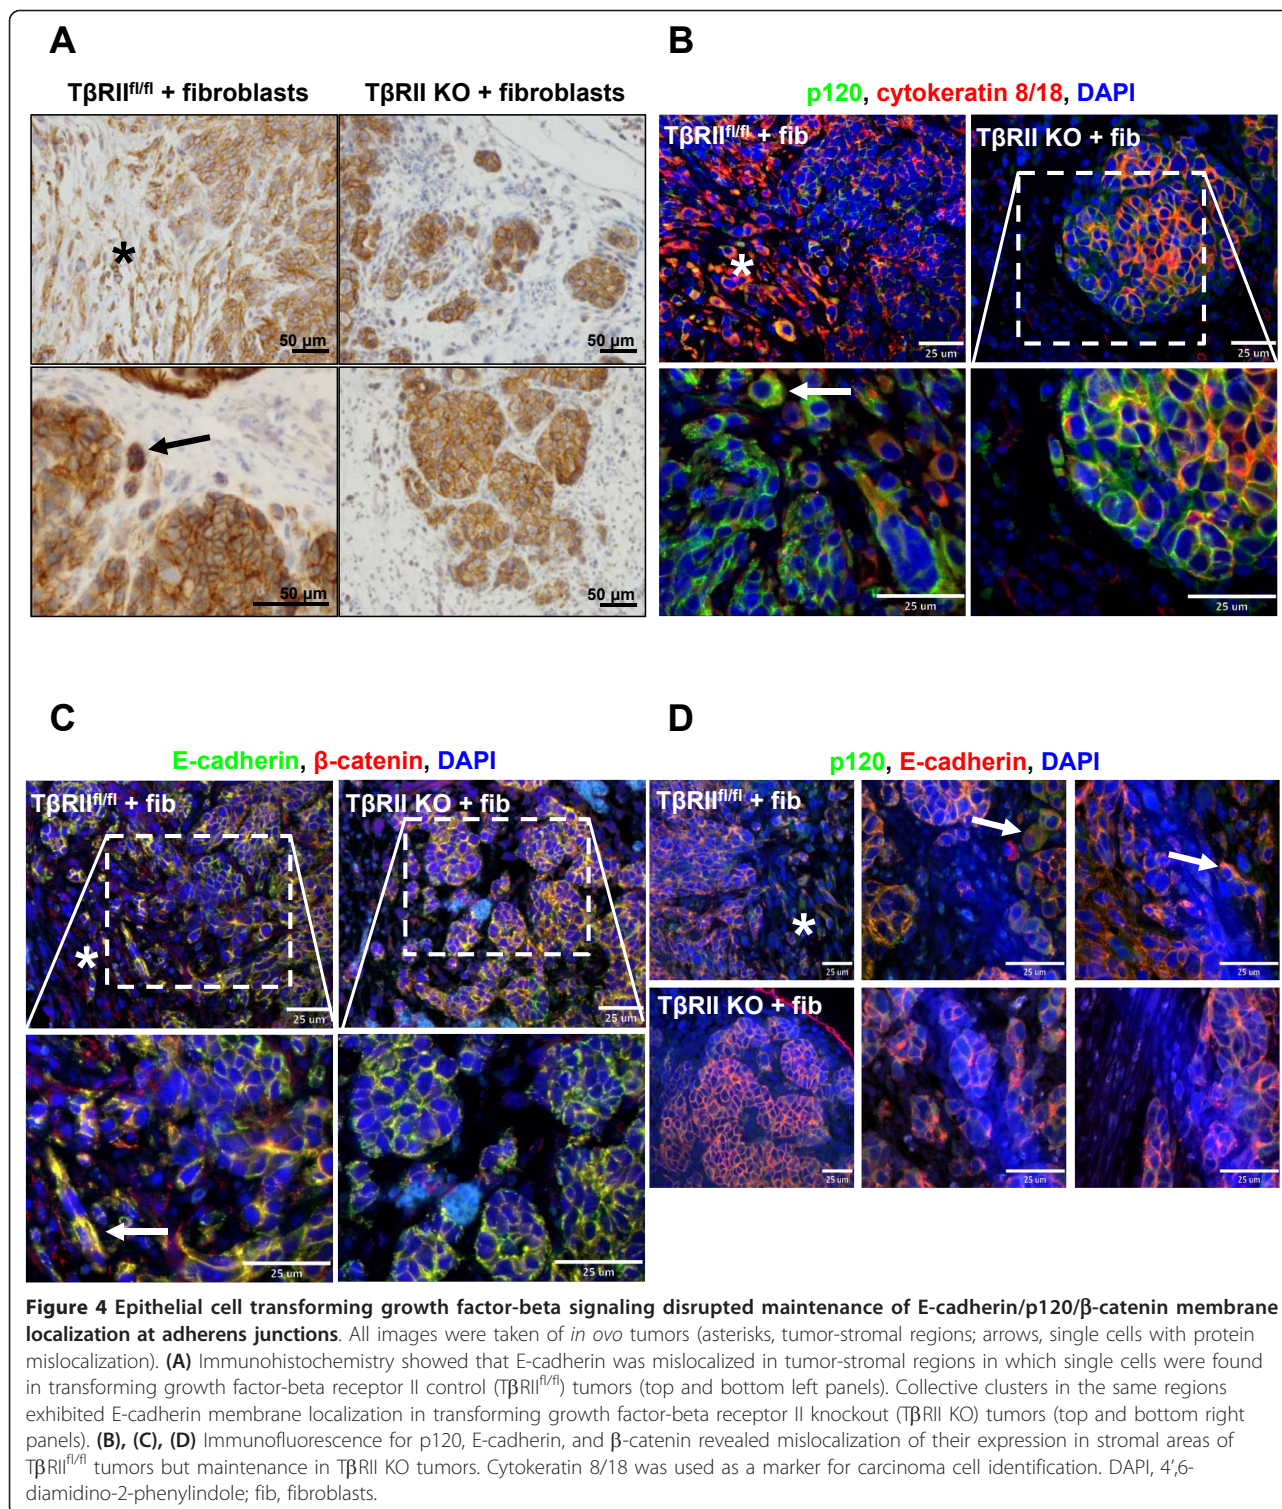 A
TβRII^fl/fl + fibroblasts
TβRII KO + fibroblasts
*
50 µm
50 µm
50 µm
50 µm
B
p120, cytokeratin 8/18, DAPI
TβRII^fl/fl + fib
TβRII KO + fib
*
25 um
25 um
25 um
25 um
C
E-cadherin, β-catenin, DAPI
TβRII^fl/fl + fib
TβRII KO + fib
*
25 um
25 um
25 um
25 um
D
p120, E-cadherin, DAPI
TβRII^fl/fl + fib
*
25 um
25 um
25 um
TβRII KO + fib
25 um
25 um
25 um
Figure 4 Epithelial cell transforming growth factor-beta signaling disrupted maintenance of E-cadherin/p120/β-catenin membrane
localization at adherens junctions. All images were taken of in ovo tumors (asterisks, tumor-stromal regions; arrows, single cells with protein
mislocalization). (A) Immunohistochemistry showed that E-cadherin was mislocalized in tumor-stromal regions in which single cells were found
in transforming growth factor-beta receptor II control (TβRII^fl/fl) tumors (top and bottom left panels). Collective clusters in the same regions
exhibited E-cadherin membrane localization in transforming growth factor-beta receptor II knockout (TβRII KO) tumors (top and bottom right
panels). (B), (C), (D) Immunofluorescence for p120, E-cadherin, and β-catenin revealed mislocalization of their expression in stromal areas of
TβRII^fl/fl tumors but maintenance in TβRII KO tumors. Cytokeratin 8/18 was used as a marker for carcinoma cell identification. DAPI, 4′,6-
diamidino-2-phenylindole; fib, fibroblasts.